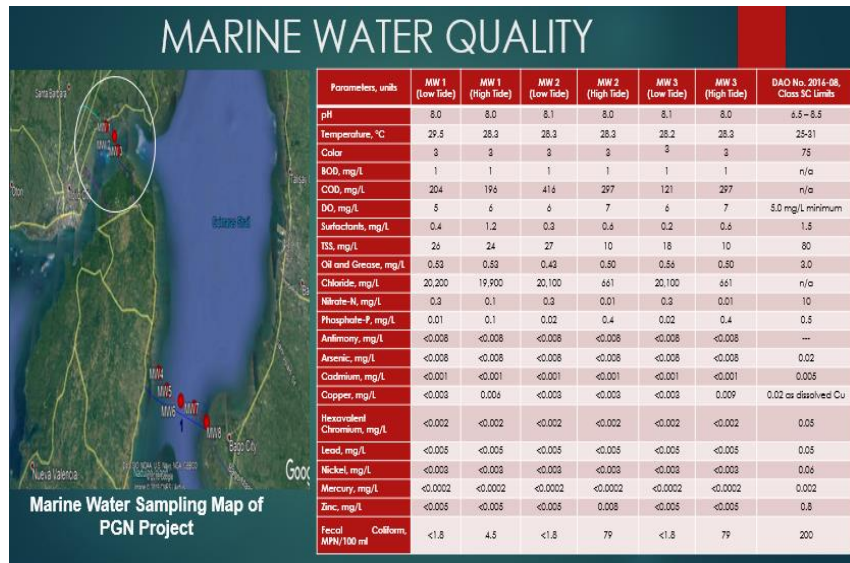 MARINE WATER QUALITY
Santa Barbara
MW 1
MW 2
MW 3
Oton
MW4
MW5
MW6
MW7
MW8
1
Bago City
Nueva Valencia
Goog
Marine Water Sampling Map of
PGN Project
Parameters, units MW 1 (Low Tide) MW 1 (High Tide) MW 2 (Low Tide) MW 2 (High Tide) MW 3 (Low Tide) MW 3 (High Tide) DAO No. 2016-08, Class SC Limits
pH 8.0 8.0 8.1 8.0 8.1 8.0 6.5 – 8.5
Temperature, °C 29.5 28.3 28.3 28.3 28.2 28.3 25-31
Color 3 3 3 3 3 3 75
BOD, mg/L 1 1 1 1 1 1 n/a
COD, mg/L 204 196 416 297 121 297 n/a
DO, mg/L 5 6 6 7 6 7 5.0 mg/L minimum
Surfactants, mg/L 0.4 1.2 0.3 0.6 0.2 0.6 1.5
TSS, mg/L 26 24 27 10 18 10 80
Oil and Grease, mg/L 0.53 0.53 0.43 0.50 0.56 0.50 3.0
Chloride, mg/L 20,200 19,900 20,100 661 20,100 661 n/a
Nitrate-N, mg/L 0.3 0.1 0.3 0.01 0.3 0.01 10
Phosphate-P, mg/L 0.01 0.1 0.02 0.4 0.02 0.4 0.5
Antimony, mg/L <0.008 <0.008 <0.008 <0.008 <0.008 <0.008 ---
Arsenic, mg/L <0.008 <0.008 <0.008 <0.008 <0.008 <0.008 0.02
Cadmium, mg/L <0.001 <0.001 <0.001 <0.001 <0.001 <0.001 0.005
Copper, mg/L <0.003 0.006 <0.003 <0.003 <0.003 0.009 0.02 as dissolved Cu
Hexavalent Chromium, mg/L <0.002 <0.002 <0.002 <0.002 <0.002 <0.002 0.05
Lead, mg/L <0.005 <0.005 <0.005 <0.005 <0.005 <0.005 0.05
Nickel, mg/L <0.003 <0.003 <0.003 <0.003 <0.003 <0.003 0.06
Mercury, mg/L <0.0002 <0.0002 <0.0002 <0.0002 <0.0002 <0.0002 0.002
Zinc, mg/L <0.005 <0.005 <0.005 0.008 <0.005 <0.005 0.8
Fecal Coliform, MPN/100 ml <1.8 4.5 <1.8 79 <1.8 79 200